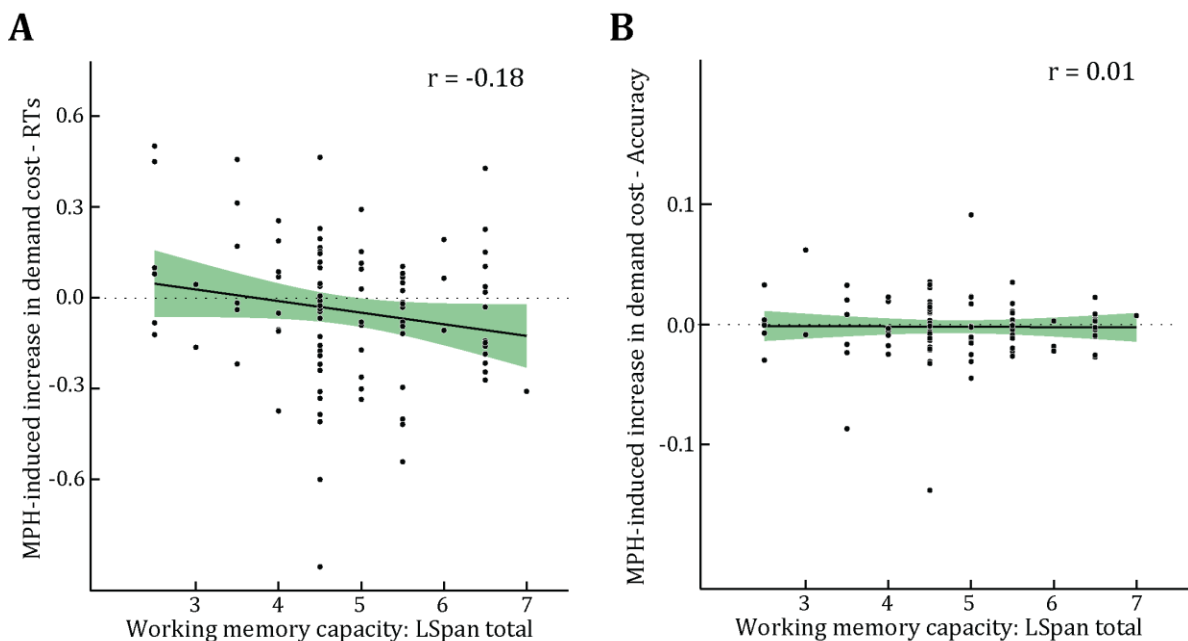 A
r = -0.18
MPH-induced increase in demand cost - RTs
0.6
0.3
0.0
-0.3
-0.6
3 4 5 6 7
Working memory capacity: LSpan total
B
r = 0.01
MPH-induced increase in demand cost - Accuracy
0.1
-0.0
-0.1
3 4 5 6 7
Working memory capacity: LSpan total